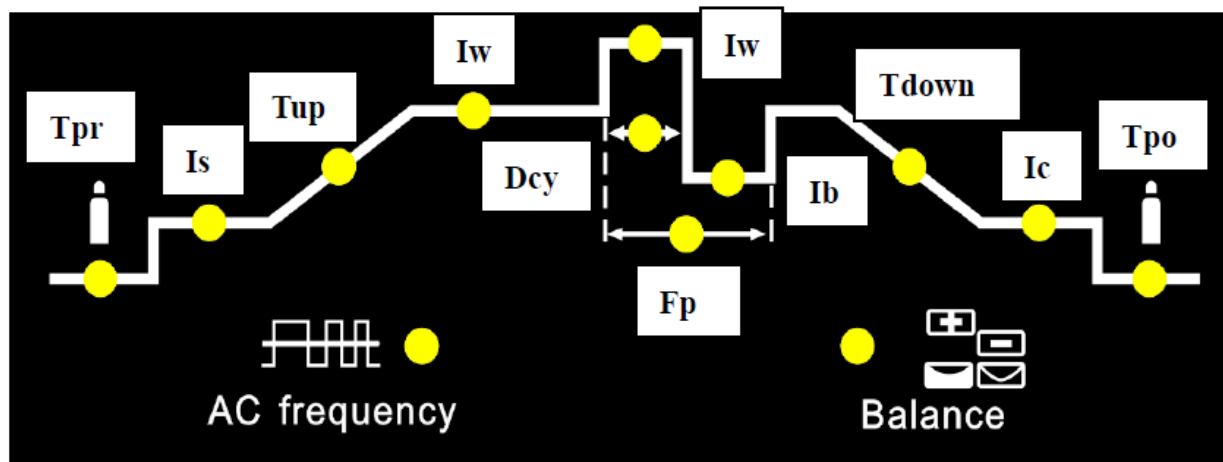 Tpr
Is
Tup
Iw
Dcy
Iw
Ib
Fp
Tdown
Ic
Tpo
AC frequency
Balance